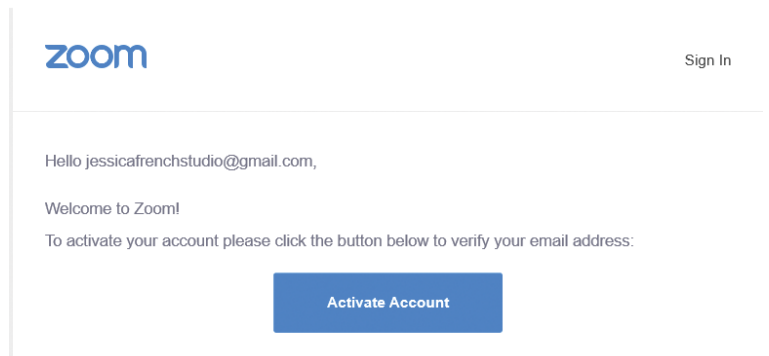 zoom
Sign In
Hello jessicafrenchstudio@gmail.com,
Welcome to Zoom!
To activate your account please click the button below to verify your email address:
Activate Account